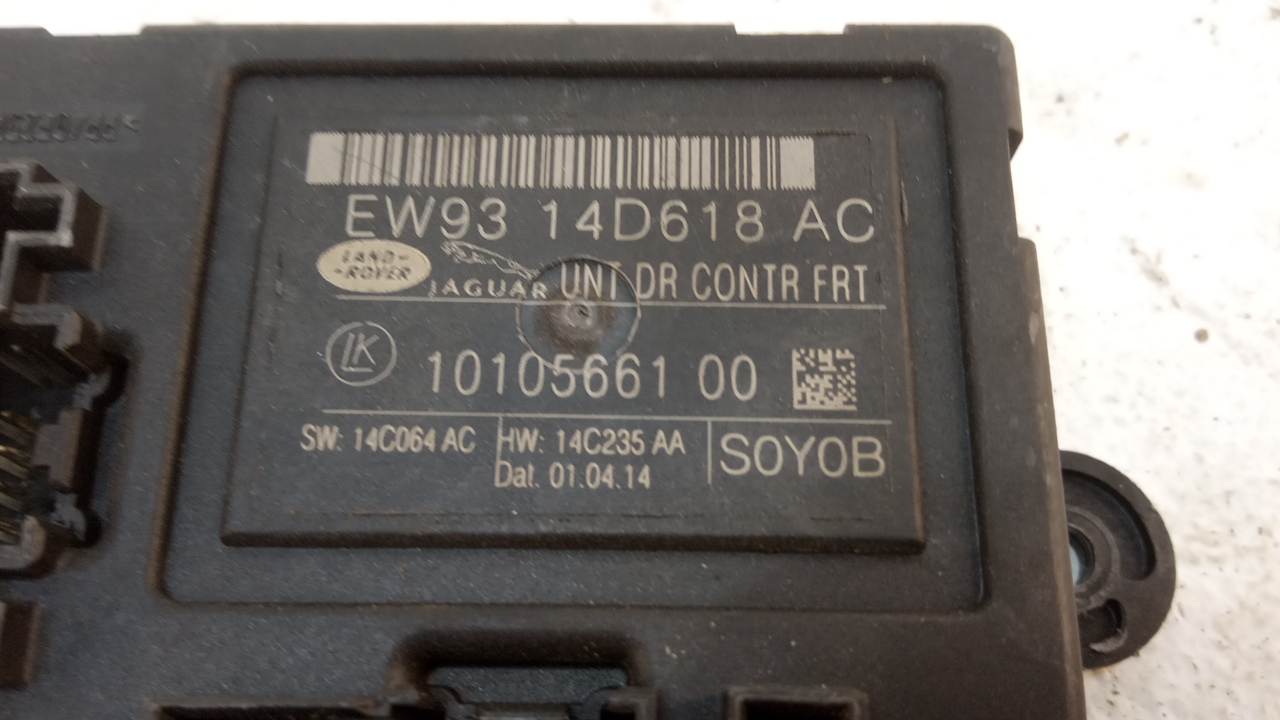 EW93 14D618 AC
LAND-
-ROVER
JAGUAR UNT DR CONTR FRT
LK
10105661 00
SW: 14C064 AC
HW: 14C235 AA
Dat. 01.04.14
S0Y0B